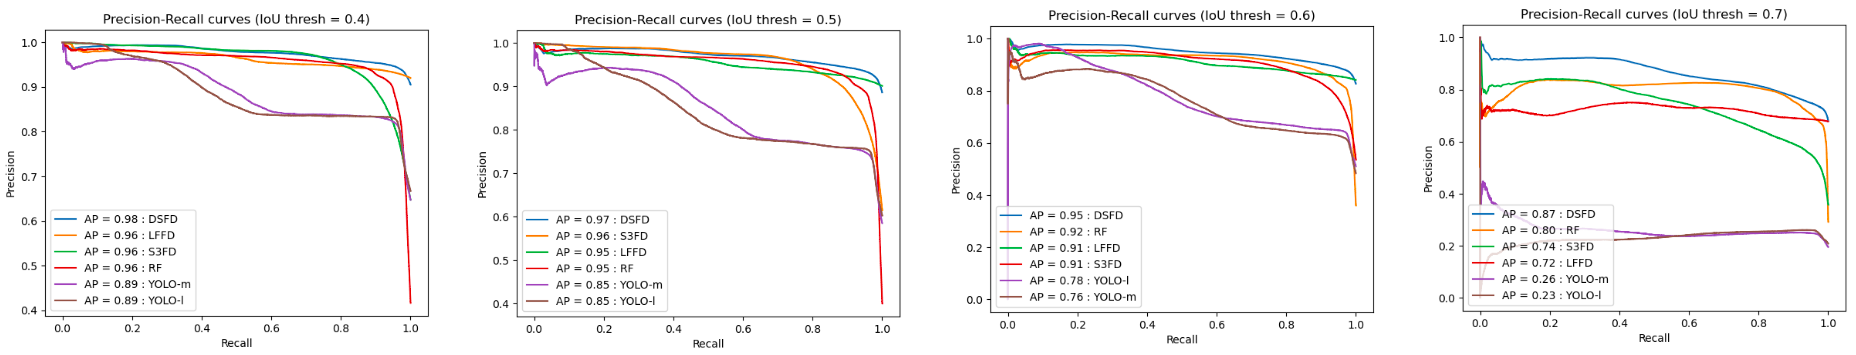 Precision-Recall curves (IoU thresh = 0.4)
1.0
0.9
0.8
0.7
0.6
0.5
0.4
Precision
AP = 0.98 : DSFD
AP = 0.96 : LFFD
AP = 0.96 : S3FD
AP = 0.96 : RF
AP = 0.89 : YOLO-m
AP = 0.89 : YOLO-l
0.0 0.2 0.4 0.6 0.8 1.0
Recall
Precision-Recall curves (IoU thresh = 0.5)
1.0
0.9
0.8
0.7
0.6
0.5
0.4
Precision
AP = 0.97 : DSFD
AP = 0.96 : S3FD
AP = 0.95 : LFFD
AP = 0.95 : RF
AP = 0.85 : YOLO-m
AP = 0.85 : YOLO-l
0.0 0.2 0.4 0.6 0.8 1.0
Recall
Precision-Recall curves (IoU thresh = 0.6)
1.0
0.8
0.6
0.4
0.2
0.0
Precision
AP = 0.95 : DSFD
AP = 0.92 : RF
AP = 0.91 : LFFD
AP = 0.91 : S3FD
AP = 0.78 : YOLO-l
AP = 0.76 : YOLO-m
0.0 0.2 0.4 0.6 0.8 1.0
Recall
Precision-Recall curves (IoU thresh = 0.7)
1.0
0.8
0.6
0.4
0.2
0.0
Precision
AP = 0.87 : DSFD
AP = 0.80 : RF
AP = 0.74 : S3FD
AP = 0.72 : LFFD
AP = 0.26 : YOLO-m
AP = 0.23 : YOLO-l
0.0 0.2 0.4 0.6 0.8 1.0
Recall